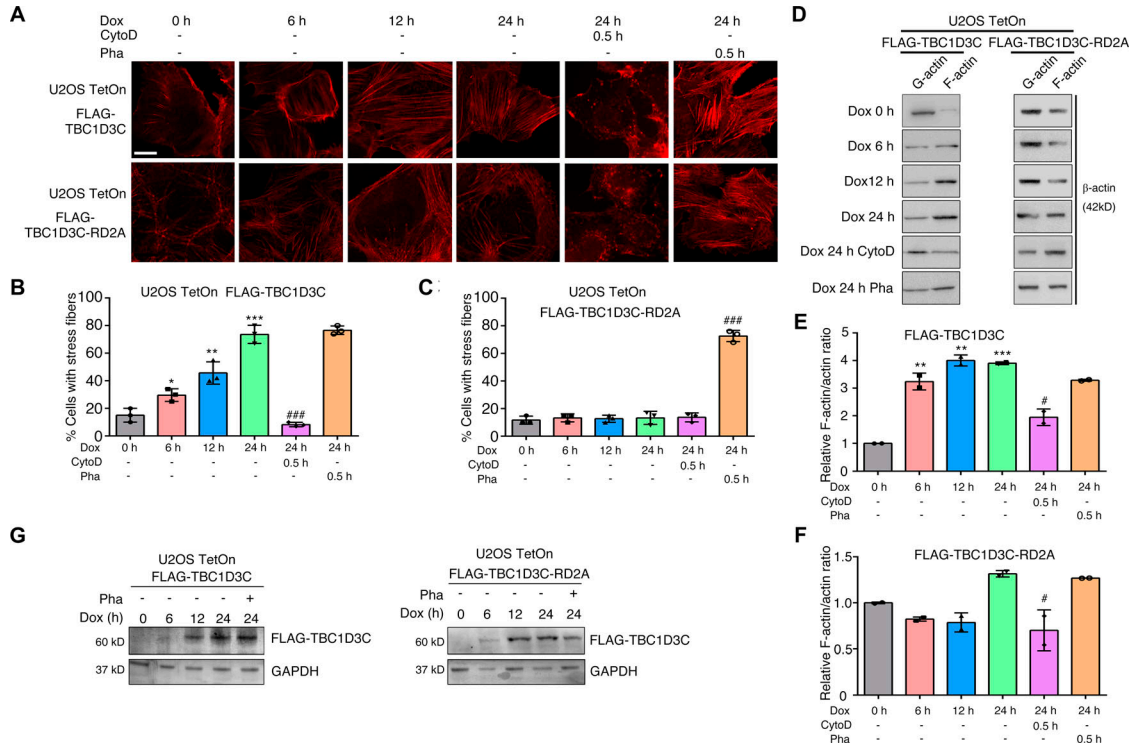 A
Dox 0 h 6 h 12 h 24 h 24 h 24 h
CytoD - - - - 0.5 h -
Pha - - - - - 0.5 h
U2OS TetOn
FLAG-
TBC1D3C
U2OS TetOn
FLAG-
TBC1D3C-RD2A
B
U2OS TetOn FLAG-TBC1D3C
% Cells with stress fibers
100
80
60
40
20
0
* ** *** ###
Dox 0 h 6 h 12 h 24 h 24 h 24 h
CytoD - - - - 0.5 h -
Pha - - - - - 0.5 h
C
U2OS TetOn
FLAG-TBC1D3C-RD2A
% Cells with stress fibers
100
80
60
40
20
0
###
Dox 0 h 6 h 12 h 24 h 24 h 24 h
CytoD - - - - 0.5 h -
Pha - - - - - 0.5 h
D
U2OS TetOn
FLAG-TBC1D3C FLAG-TBC1D3C-RD2A
G-actin F-actin G-actin F-actin
Dox 0 h
Dox 6 h
Dox12 h
Dox 24 h
Dox 24 h CytoD
Dox 24 h Pha
β-actin
(42kD)
E
FLAG-TBC1D3C
Relative F-actin/actin ratio
5
4
3
2
1
0
** ** *** #
Dox 0 h 6 h 12 h 24 h 24 h 24 h
CytoD - - - - 0.5 h -
Pha - - - - - 0.5 h
F
FLAG-TBC1D3C-RD2A
Relative F-actin/actin ratio
1.5
1.0
0.5
0
#
Dox 0 h 6 h 12 h 24 h 24 h 24 h
CytoD - - - - 0.5 h -
Pha - - - - - 0.5 h
G
U2OS TetOn
FLAG-TBC1D3C
Pha +
Dox (h) 0 6 12 24 24
60 kD FLAG-TBC1D3C
37 kD GAPDH
U2OS TetOn
FLAG-TBC1D3C-RD2A
Pha +
Dox (h) 0 6 12 24 24
60 kD FLAG-TBC1D3C
37 kD GAPDH